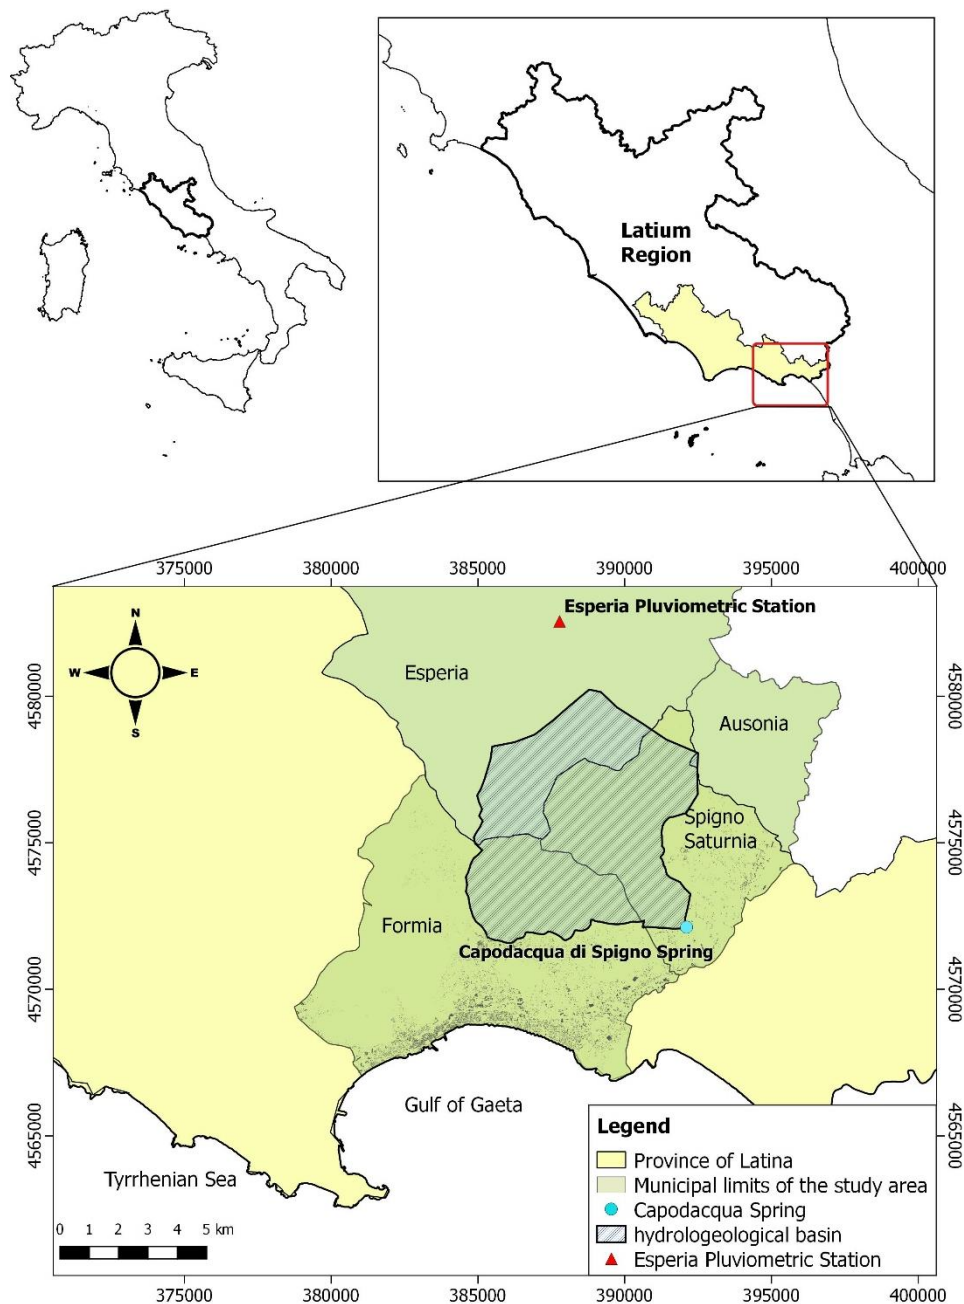 Latium
Region
375000 380000 385000 390000 395000 400000
Esperia Pluviometric Station
N
W E
S
Esperia
4580000 4580000
Ausonia
Spigno
Saturnia
4575000 4575000
Formia
Capodacqua di Spigno Spring
4570000 4570000
Gulf of Gaeta
4565000 4565000
Tyrrhenian Sea
0 1 2 3 4 5 km
Legend
Province of Latina
Municipal limits of the study area
Capodacqua Spring
hydrologeological basin
Esperia Pluviometric Station
375000 380000 385000 390000 395000 400000